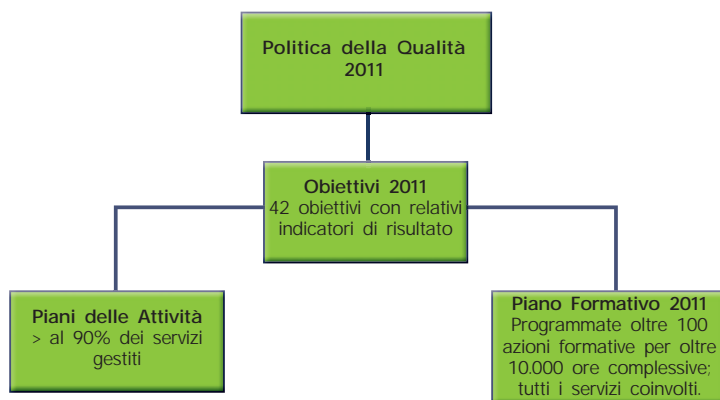 Politica della Qualità
2011
Obiettivi 2011
42 obiettivi con relativi
indicatori di risultato
Piani delle Attività
> al 90% dei servizi
gestiti
Piano Formativo 2011
Programmate oltre 100
azioni formative per oltre
10.000 ore complessive;
tutti i servizi coinvolti.